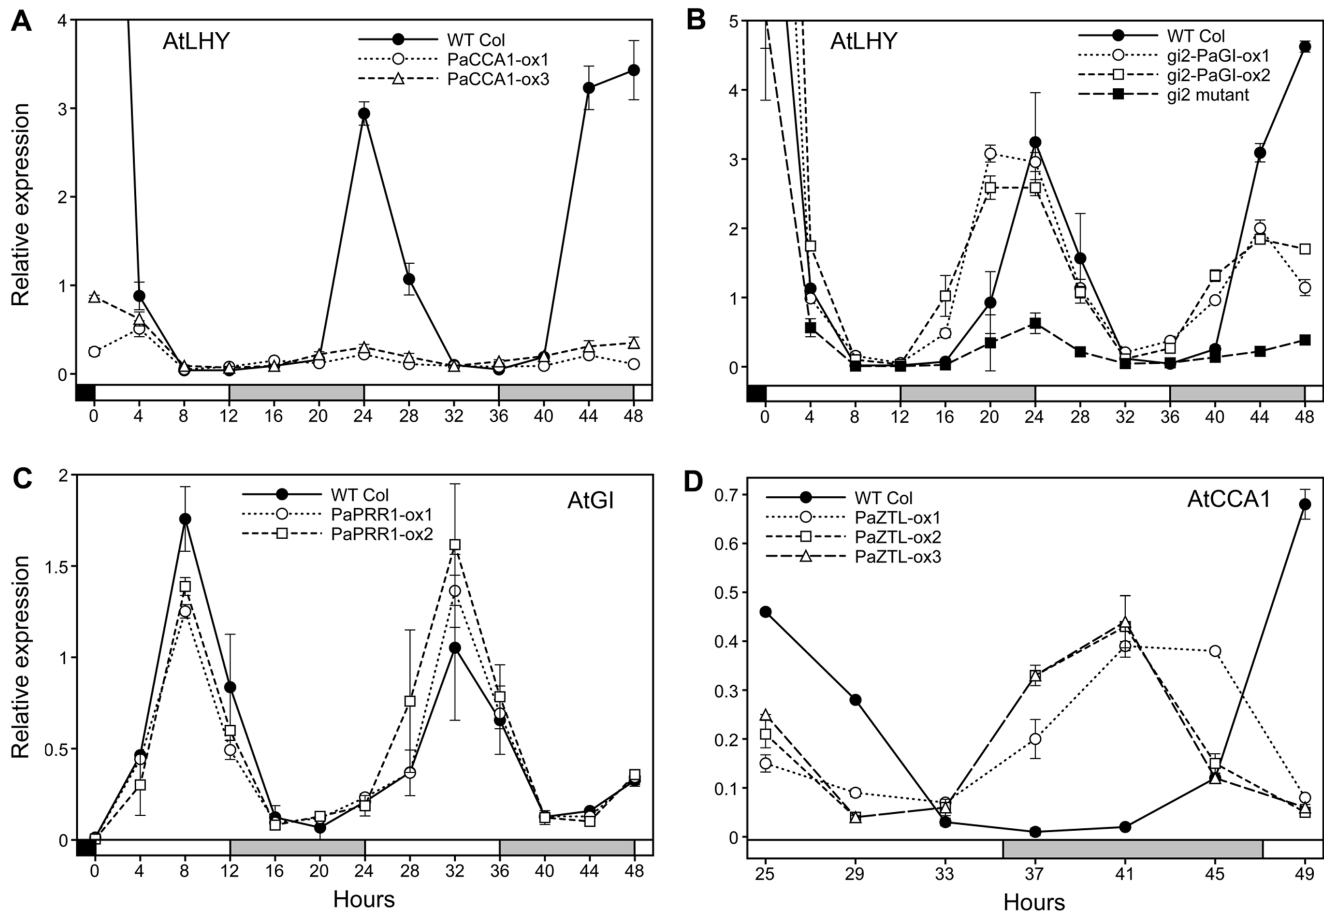 A
AtLHY
WT Col
PaCCA1-ox1
PaCCA1-ox3
Relative expression
4
3
2
1
0
0 4 8 12 16 20 24 28 32 36 40 44 48
B
AtLHY
WT Col
gi2-PaGI-ox1
gi2-PaGI-ox2
gi2 mutant
5
4
3
2
1
0
0 4 8 12 16 20 24 28 32 36 40 44 48
C
AtGI
WT Col
PaPRR1-ox1
PaPRR1-ox2
Relative expression
2
1.5
1
0.5
0
0 4 8 12 16 20 24 28 32 36 40 44 48
Hours
D
AtCCA1
WT Col
PaZTL-ox1
PaZTL-ox2
PaZTL-ox3
0.7
0.6
0.5
0.4
0.3
0.2
0.1
0
25 29 33 37 41 45 49
Hours